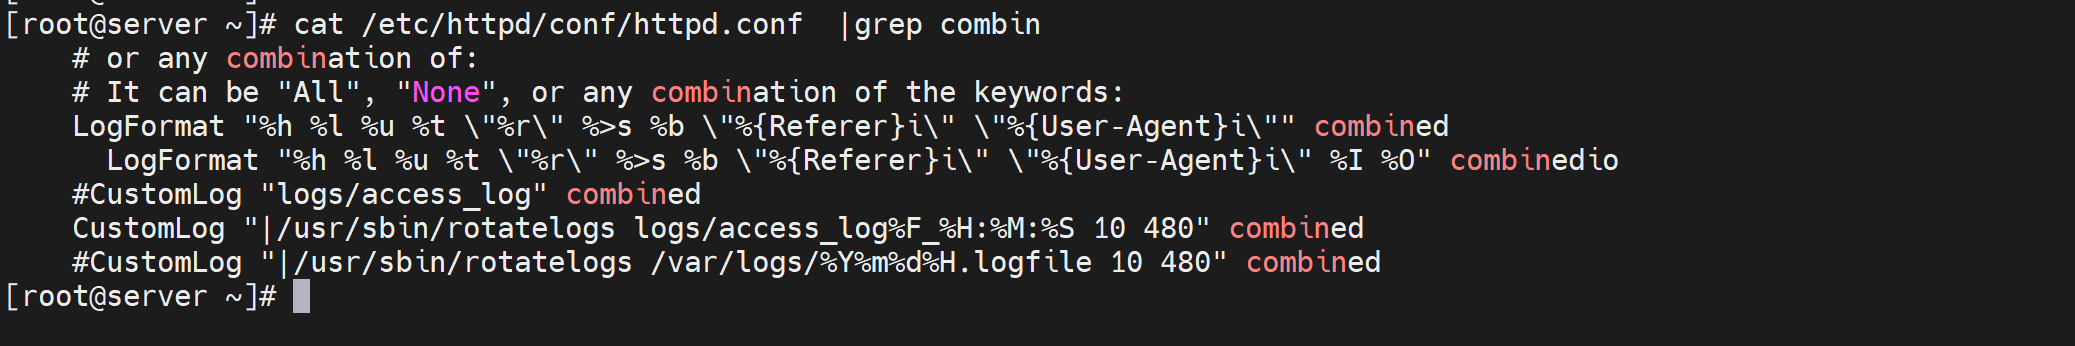 [root@server ~]# cat /etc/httpd/conf/httpd.conf  |grep combin
    # or any combination of:
    # It can be "All", "None", or any combination of the keywords:
    LogFormat "%h %l %u %t \"%r\" %>s %b \"%{Referer}i\" \"%{User-Agent}i\"" combined
      LogFormat "%h %l %u %t \"%r\" %>s %b \"%{Referer}i\" \"%{User-Agent}i\" %I %O" combinedio
    #CustomLog "logs/access_log" combined
    CustomLog "|/usr/sbin/rotatelogs logs/access_log%F_%H:%M:%S 10 480" combined
    #CustomLog "|/usr/sbin/rotatelogs /var/logs/%Y%m%d%H.logfile 10 480" combined
[root@server ~]#